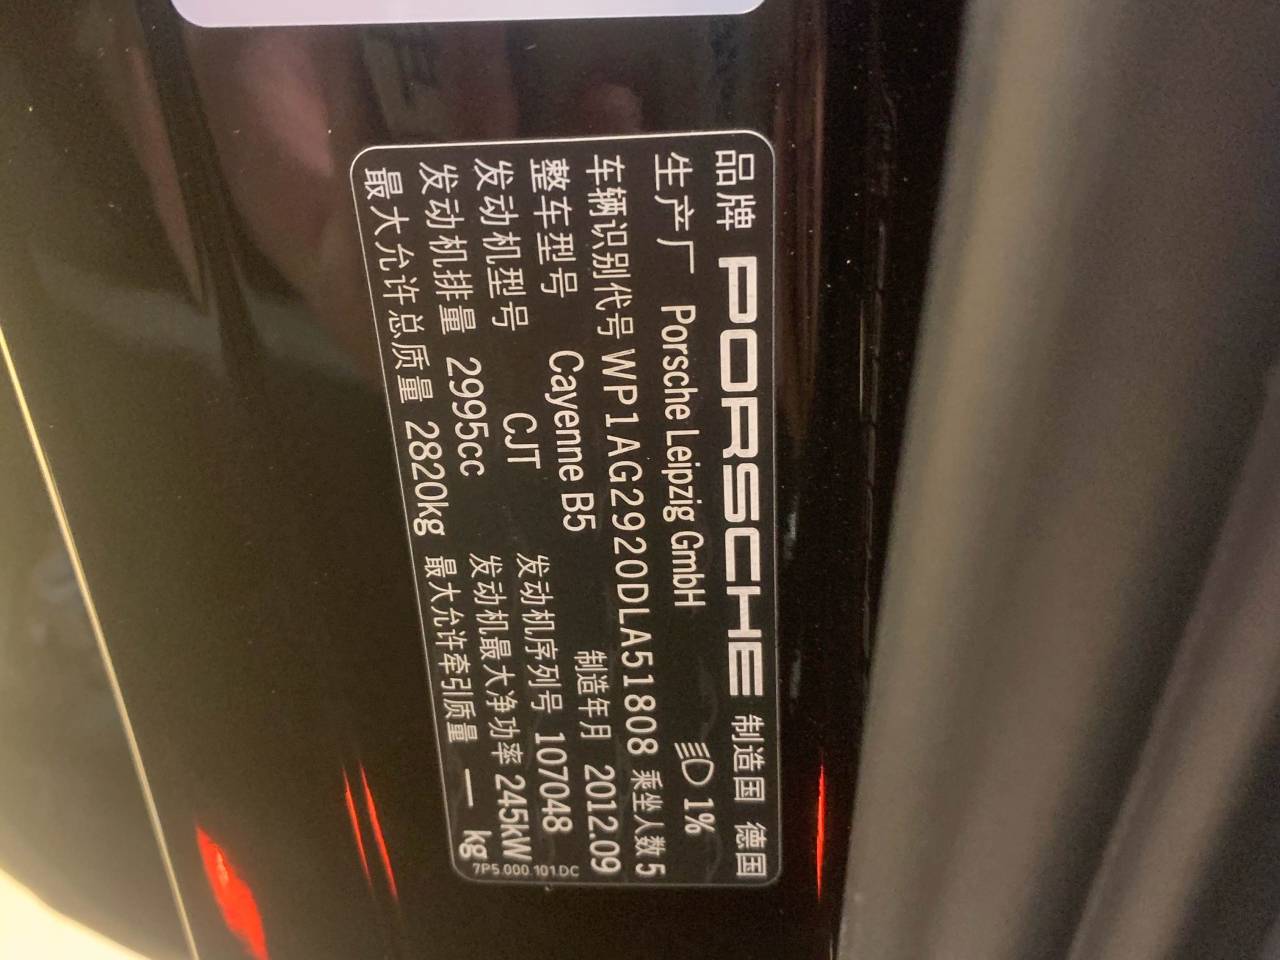 品牌 PORSCHE 制造国 德国
生产厂 Porsche Leipzig GmbH 1%
车辆识别代号 WP1AG2920DLA51808 乘坐人数 5
整车型号 Cayenne B5 制造年月 2012.09
发动机型号 CJT 发动机序列号 107048
发动机排量 2995cc 发动机最大净功率 245kW
最大允许总质量 2820kg 最大允许牵引质量 — kg
7P5.000.101.DC